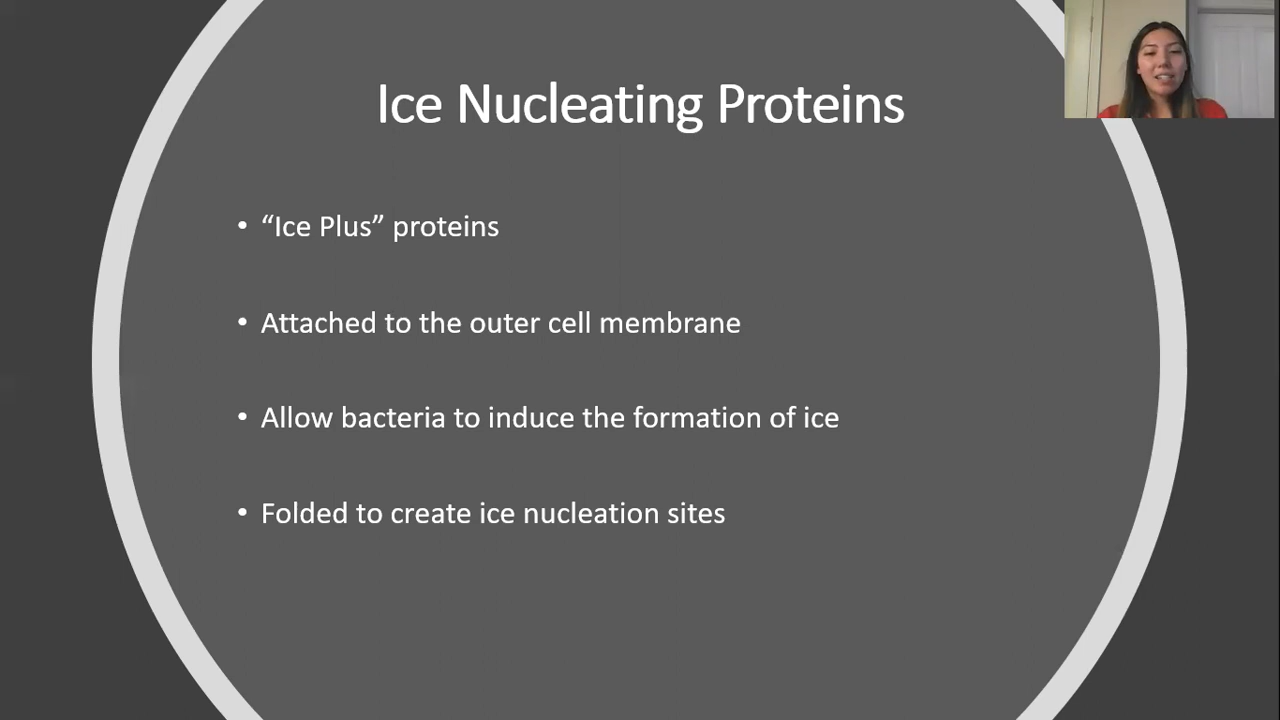 Ice Nucleating Proteins
• “Ice Plus” proteins
• Attached to the outer cell membrane
• Allow bacteria to induce the formation of ice
• Folded to create ice nucleation sites